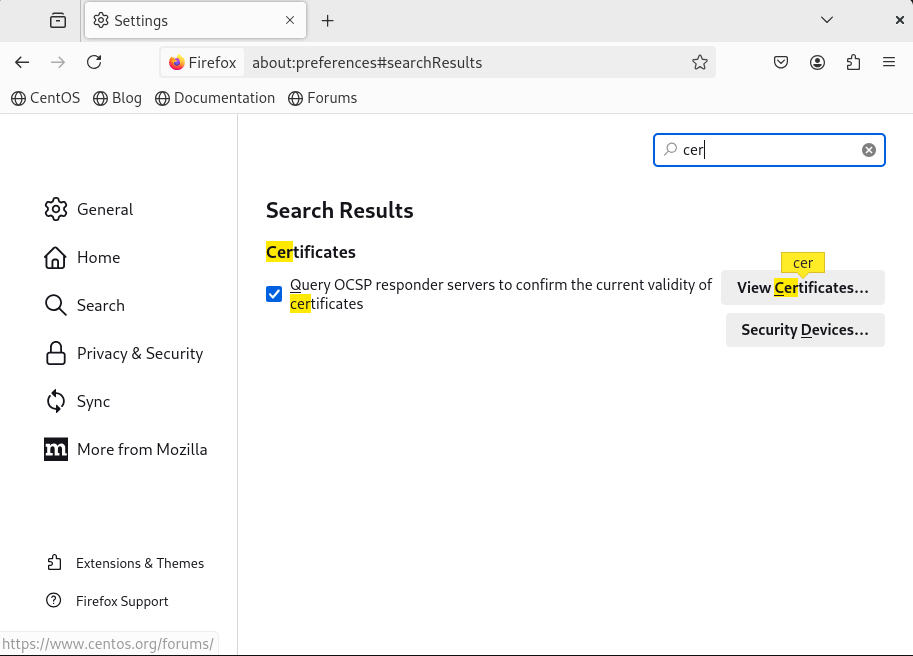 Settings
Firefox about:preferences#searchResults
CentOS Blog Documentation Forums
cer
General
Home
Search
Privacy & Security
Sync
m More from Mozilla
Extensions & Themes
Firefox Support
Search Results
Certificates
Query OCSP responder servers to confirm the current validity of
certificates
cer
View Certificates...
Security Devices...
https://www.centos.org/forums/